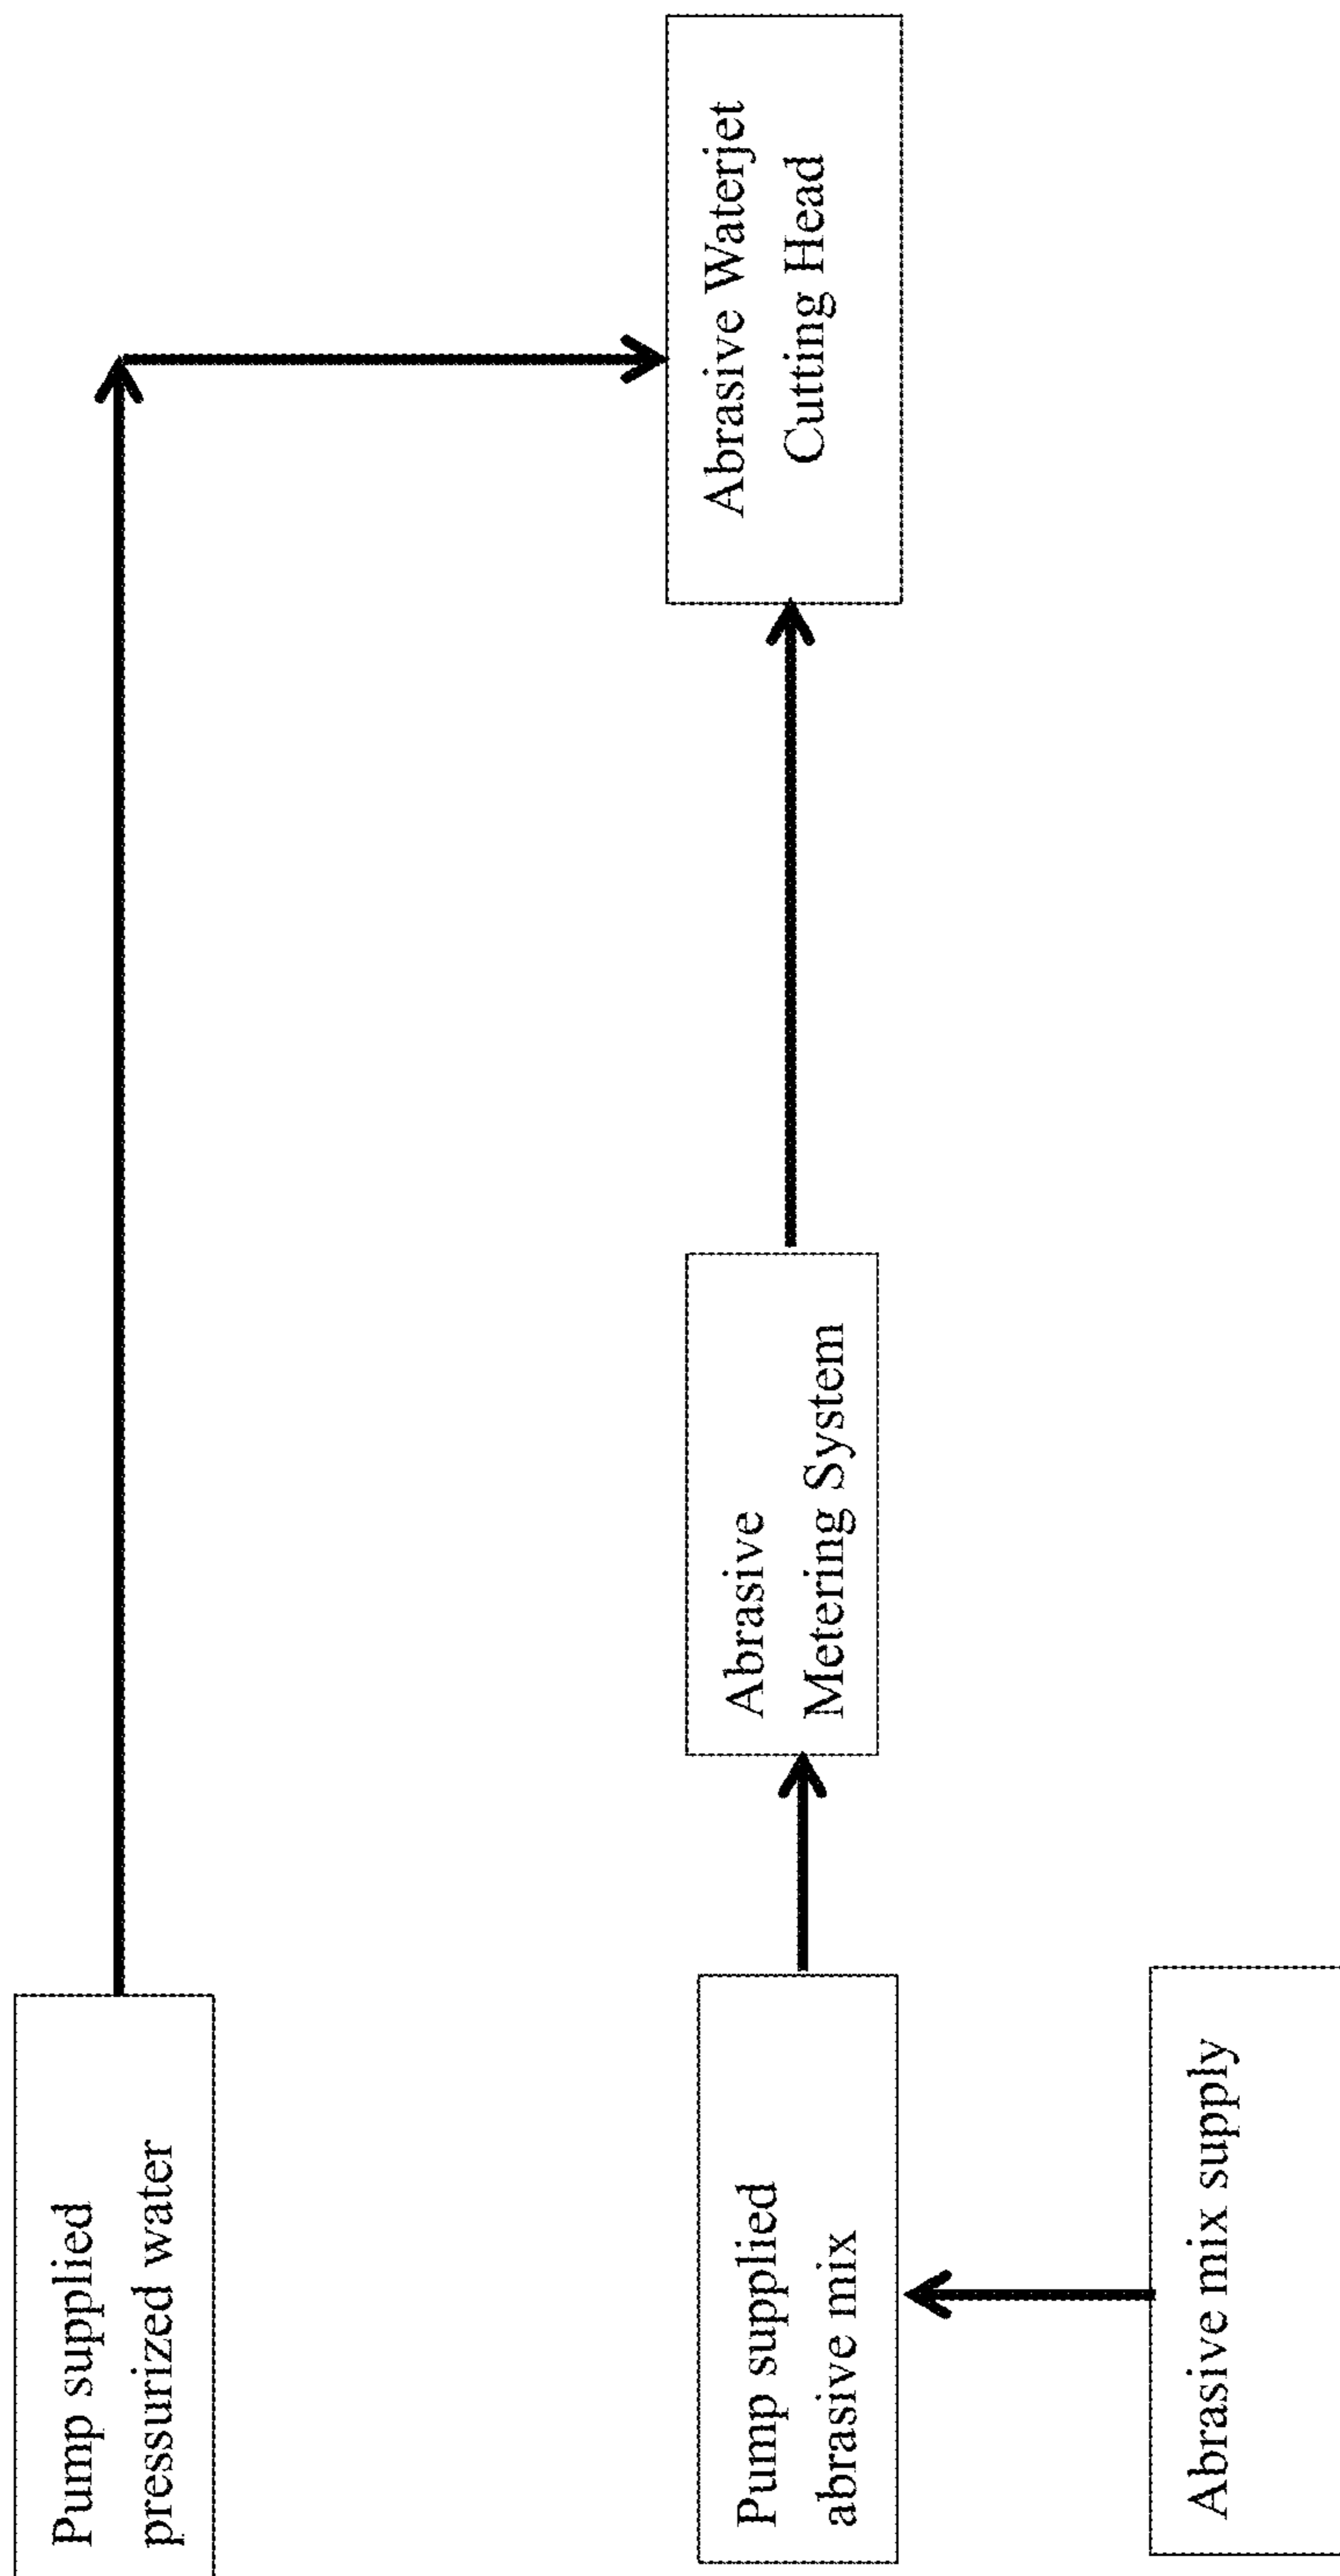 Pump supplied
pressurized water
Pump supplied
abrasive mix
Abrasive
Metering System
Abrasive Waterjet
Cutting Head
Abrasive mix supply